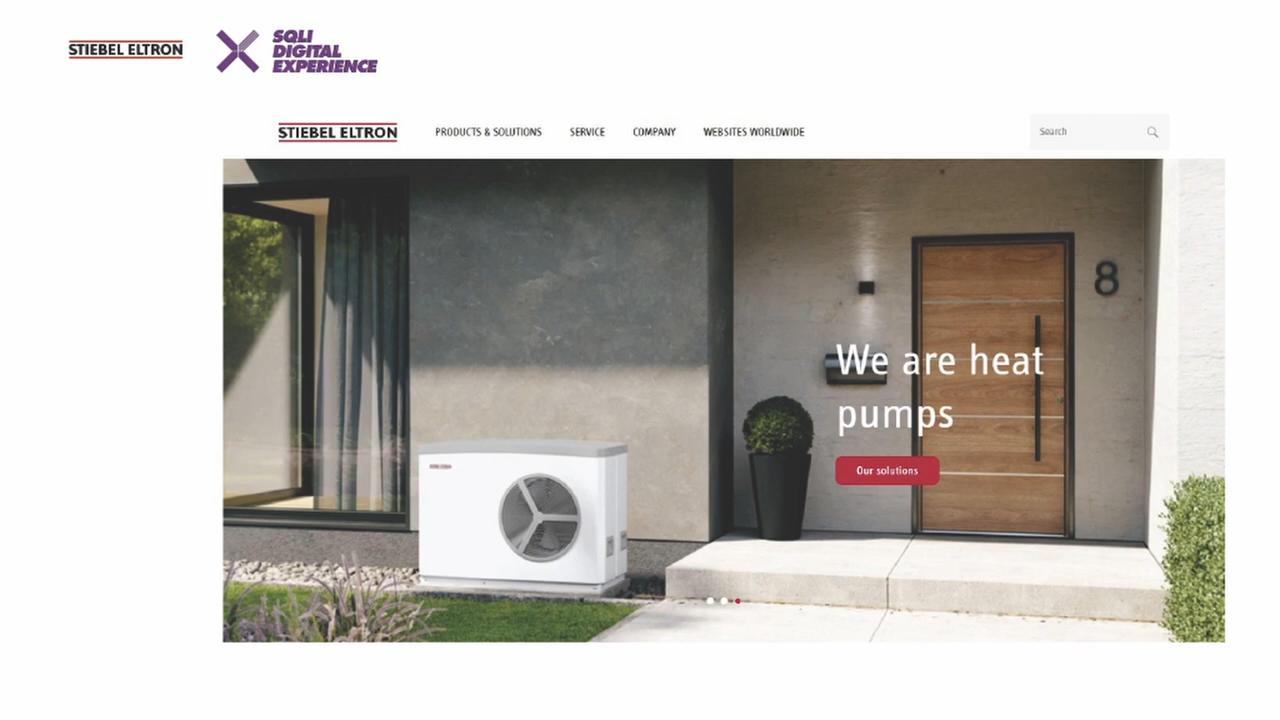 STIEBEL ELTRON
SQLI
DIGITAL
EXPERIENCE
STIEBEL ELTRON
PRODUCTS & SOLUTIONS
SERVICE
COMPANY
WEBSITES WORLDWIDE
Search
8
We are heat
pumps
Our solutions